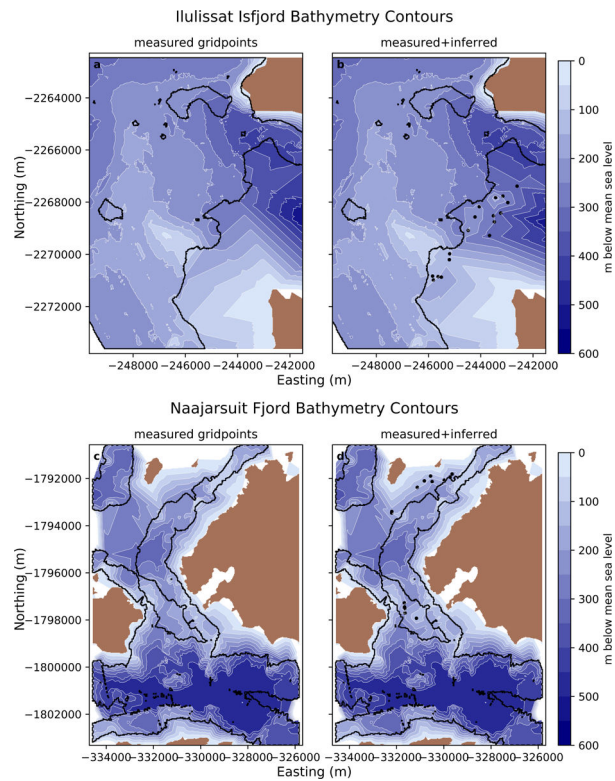 Ilulissat Isfjord Bathymetry Contours
measured gridpoints
measured+inferred
a
b
Northing (m)
−2264000
−2266000
−2268000
−2270000
−2272000
−248000 −246000 −244000 −242000
−248000 −246000 −244000 −242000
Easting (m)
0
100
200
300
400
500
600
m below mean sea level
Naajarsuit Fjord Bathymetry Contours
measured gridpoints
measured+inferred
c
d
Northing (m)
−1792000
−1794000
−1796000
−1798000
−1800000
−1802000
−334000 −332000 −330000 −328000 −326000
−334000 −332000 −330000 −328000 −326000
Easting (m)
0
100
200
300
400
500
600
m below mean sea level